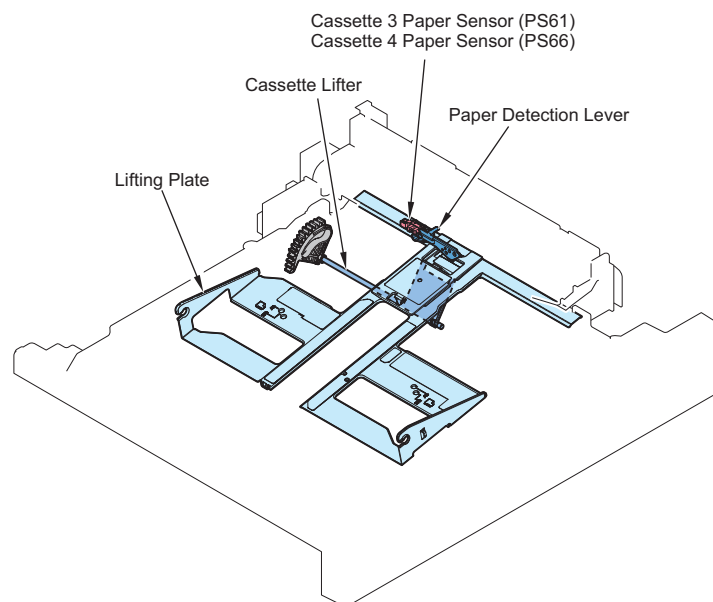 Cassette 3 Paper Sensor (PS61)
Cassette 4 Paper Sensor (PS66)
Cassette Lifter
Paper Detection Lever
Lifting Plate